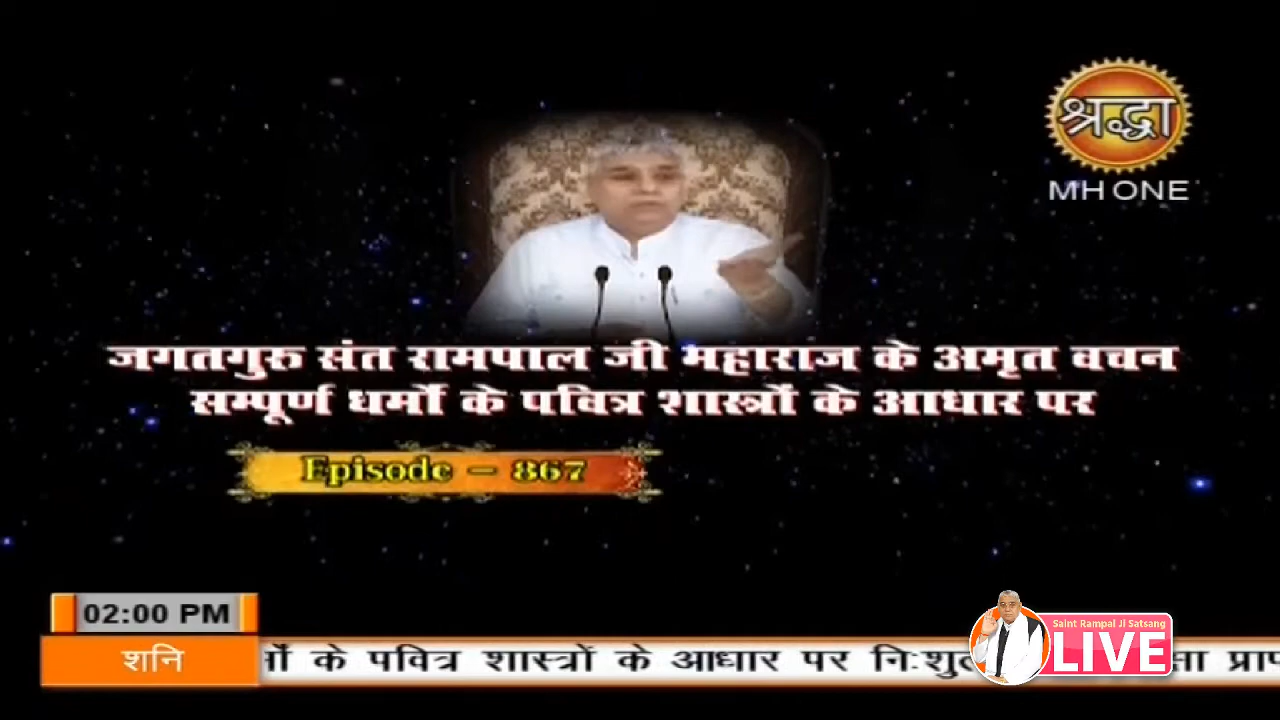 श्रद्धा
MH ONE
जगतगुरु संत रामपाल जी महाराज के अमृत वचन
सम्पूर्ण धर्मो के पवित्र शास्त्रों के आधार पर
Episode - 867
02:00 PM
Saint Rampal Ji Satsang
LIVE
शनि
के पवित्र शास्त्रों के आधार पर